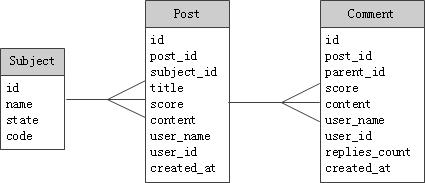 Subject
id
name
state
code
Post
id
post_id
subject_id
title
score
content
user_name
user_id
created_at
Comment
id
post_id
parent_id
score
content
user_name
user_id
replies_count
created_at